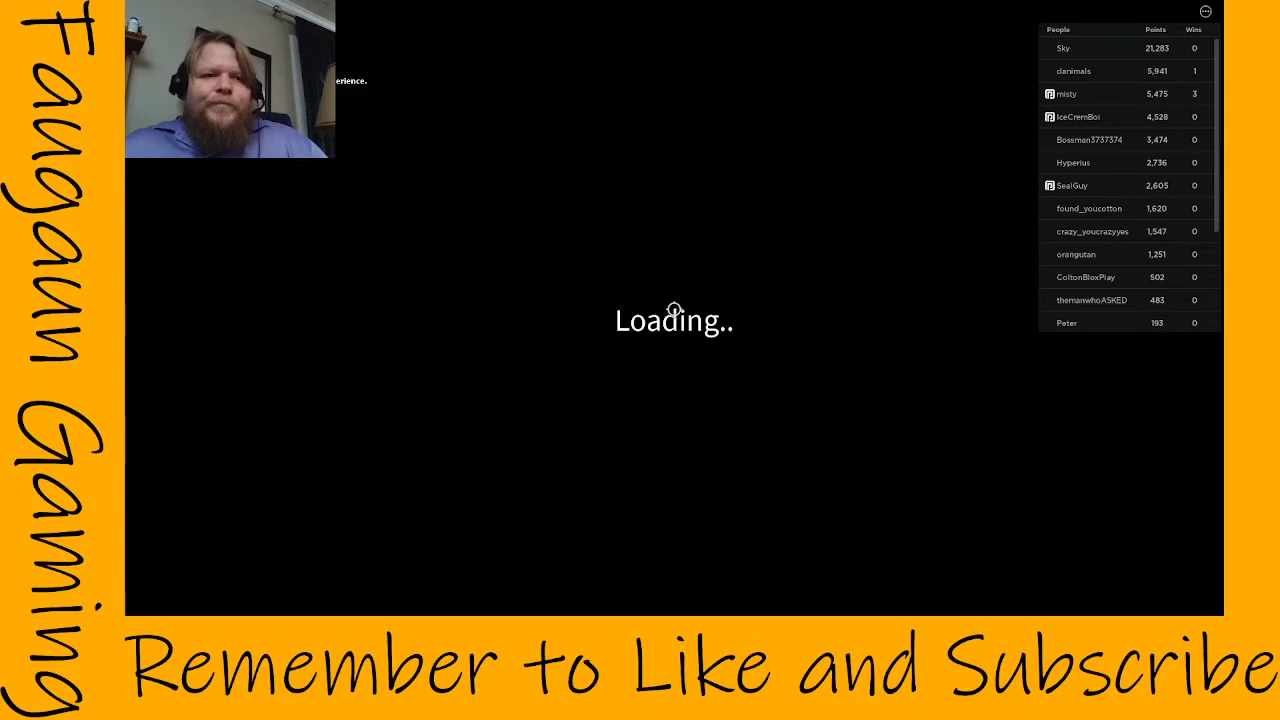 Faugaun Gaming
erience.
People Points Wins
Sky 21,283 0
danimals 5,941 1
misty 5,475 3
IceCremBoi 4,528 0
Bossman3737374 3,474 0
Hyperius 2,736 0
SealGuy 2,605 0
found_youcotton 1,620 0
crazy_youcrazyyes 1,547 0
orangutan 1,251 0
ColtonBloxPlay 502 0
themanwhoASKED 483 0
Peter 193 0
Loading..
Remember to Like and Subscribe